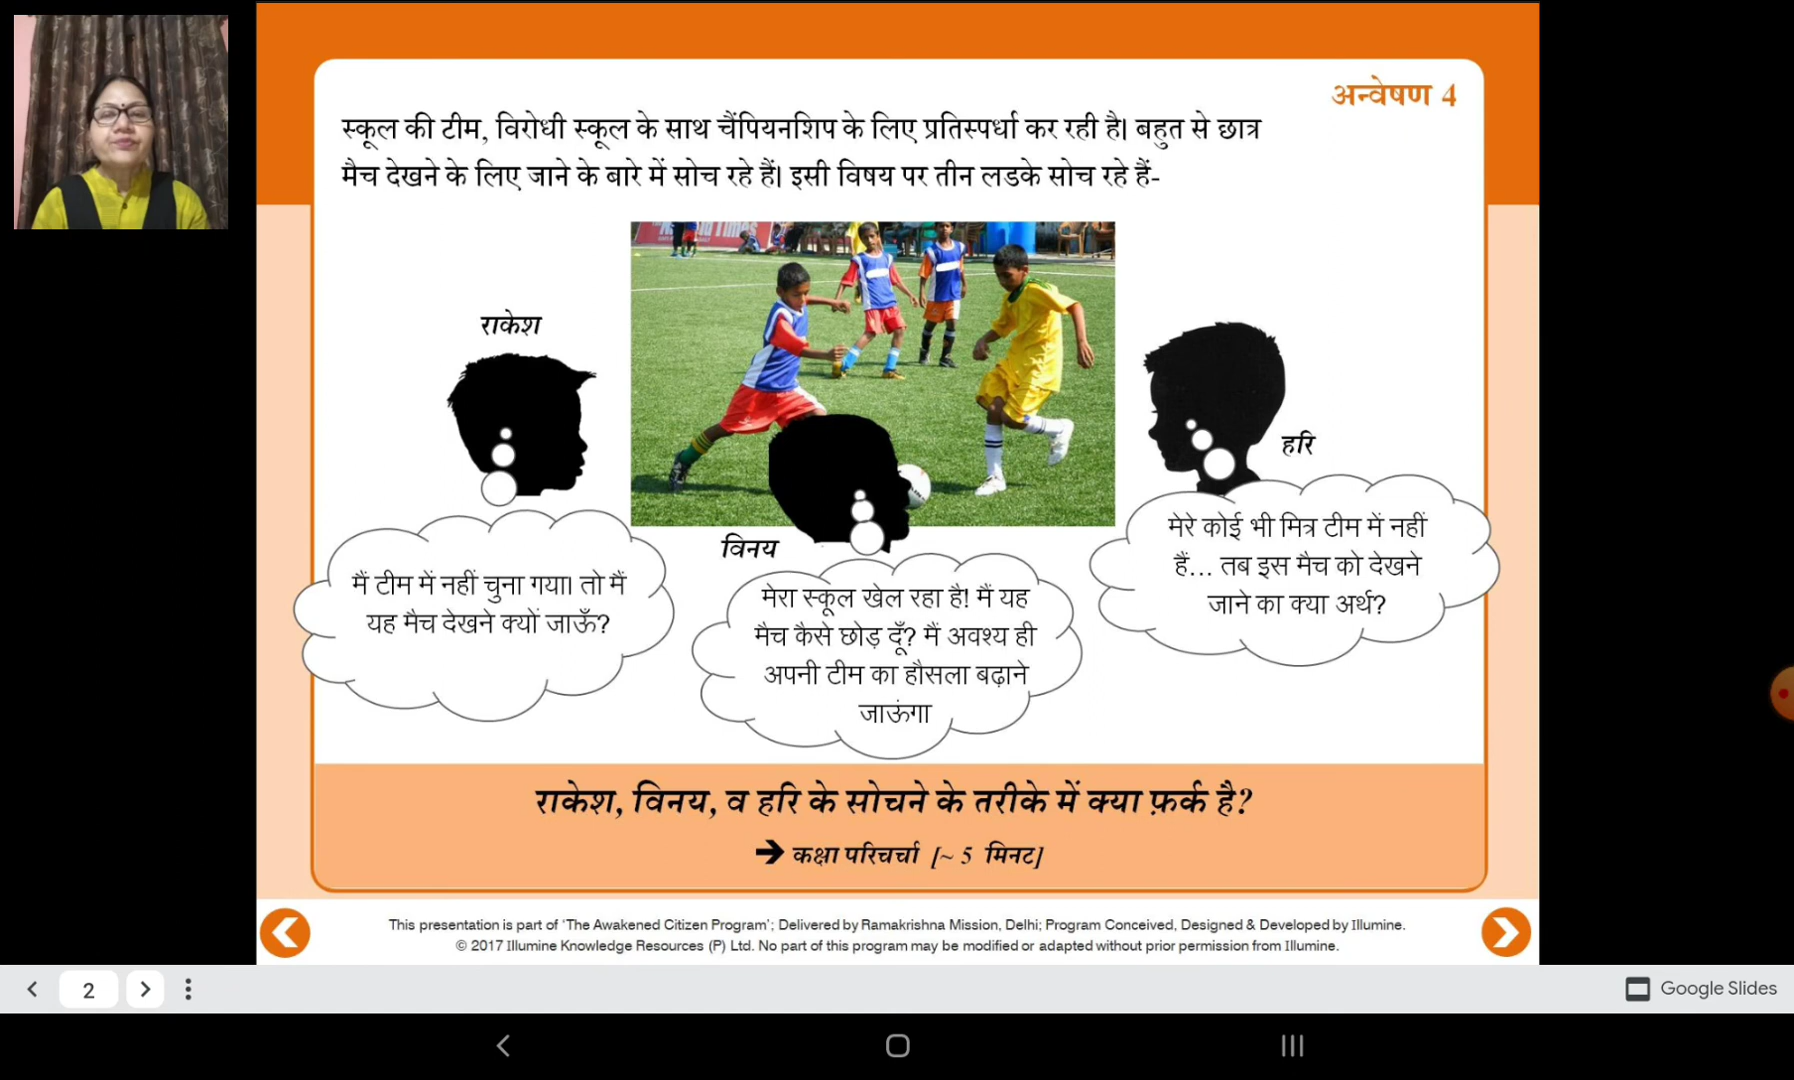 अन्वेषण 4
स्कूल की टीम, विरोधी स्कूल के साथ चैंपियनशिप के लिए प्रतिस्पर्धा कर रही है। बहुत से छात्र
मैच देखने के लिए जाने के बारे में सोच रहे हैं। इसी विषय पर तीन लडके सोच रहे हैं-
राकेश
हरि
विनय
मैं टीम में नहीं चुना गया। तो मैं
यह मैच देखने क्यों जाऊँ?
मेरा स्कूल खेल रहा है! मैं यह
मैच कैसे छोड़ दूँ? मैं अवश्य ही
अपनी टीम का हौसला बढ़ाने
जाऊंगा
मेरे कोई भी मित्र टीम में नहीं
हैं... तब इस मैच को देखने
जाने का क्या अर्थ?
राकेश, विनय, व हरि के सोचने के तरीके में क्या फ़र्क है?
➔ कक्षा परिचर्चा [~ 5 मिनट]
This presentation is part of 'The Awakened Citizen Program'; Delivered by Ramakrishna Mission, Delhi; Program Conceived, Designed & Developed by Illumine.
© 2017 Illumine Knowledge Resources (P) Ltd. No part of this program may be modified or adapted without prior permission from Illumine.
2
Google Slides